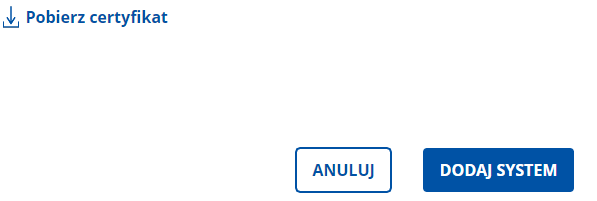 Pobierz certyfikat
ANULUJ
DODAJ SYSTEM